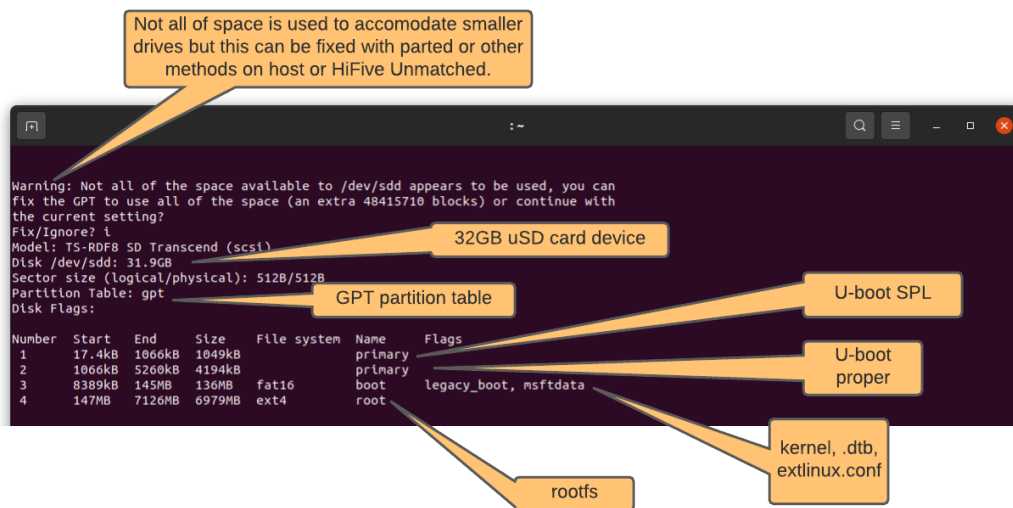 Not all of space is used to accomodate smaller
drives but this can be fixed with parted or other
methods on host or HiFive Unmatched.
:~
Warning: Not all of the space available to /dev/sdd appears to be used, you can
fix the GPT to use all of the space (an extra 48415710 blocks) or continue with
the current setting?
Fix/Ignore? i
Model: TS-RDF8 SD Transcend (scsi)
Disk /dev/sdd: 31.9GB
Sector size (logical/physical): 512B/512B
Partition Table: gpt
Disk Flags:
32GB uSD card device
GPT partition table
U-boot SPL
Number Start End Size File system Name Flags
1 17.4kB 1066kB 1049kB primary
2 1066kB 5260kB 4194kB primary
3 8389kB 145MB 136MB fat16 boot legacy_boot, msftdata
4 147MB 7126MB 6979MB ext4 root
U-boot
proper
kernel, .dtb,
extlinux.conf
rootfs